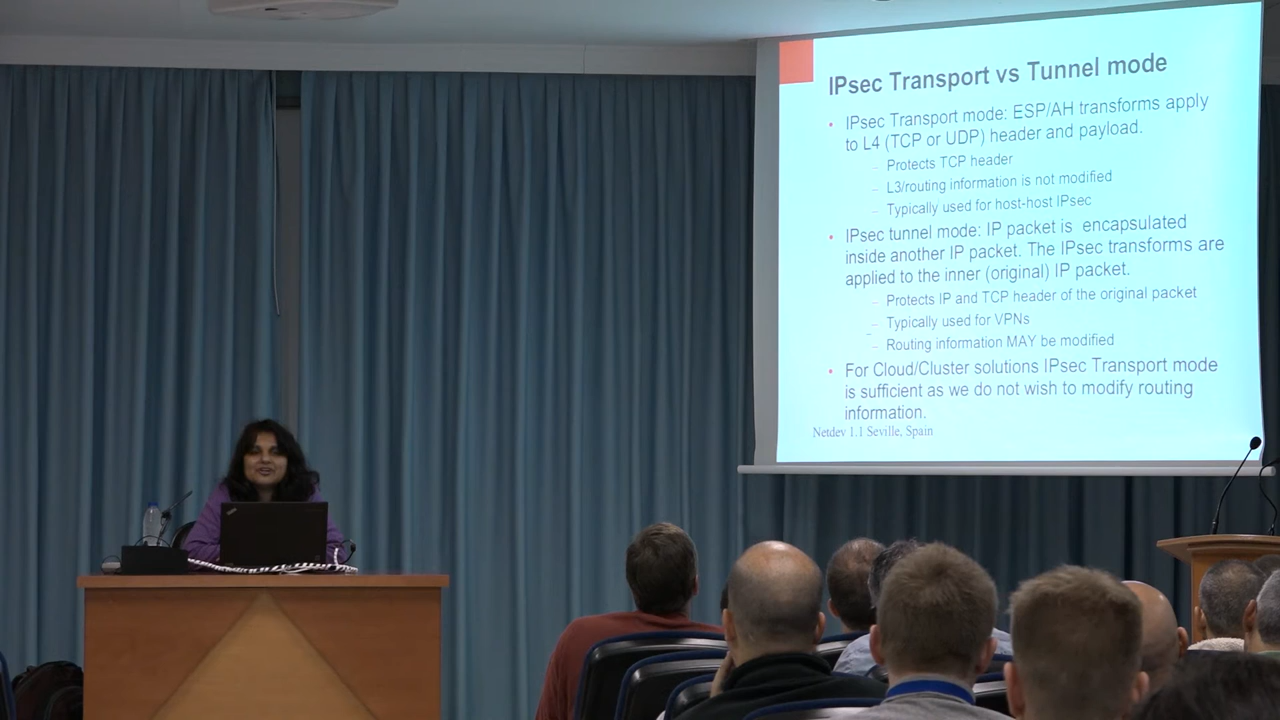 IPsec Transport vs Tunnel mode
• IPsec Transport mode: ESP/AH transforms apply
to L4 (TCP or UDP) header and payload.
– Protects TCP header
– L3/routing information is not modified
– Typically used for host-host IPsec
• IPsec tunnel mode: IP packet is encapsulated
inside another IP packet. The IPsec transforms are
applied to the inner (original) IP packet.
– Protects IP and TCP header of the original packet
– Typically used for VPNs
– Routing information MAY be modified
• For Cloud/Cluster solutions IPsec Transport mode
is sufficient as we do not wish to modify routing
information.
Netdev 1.1 Seville, Spain